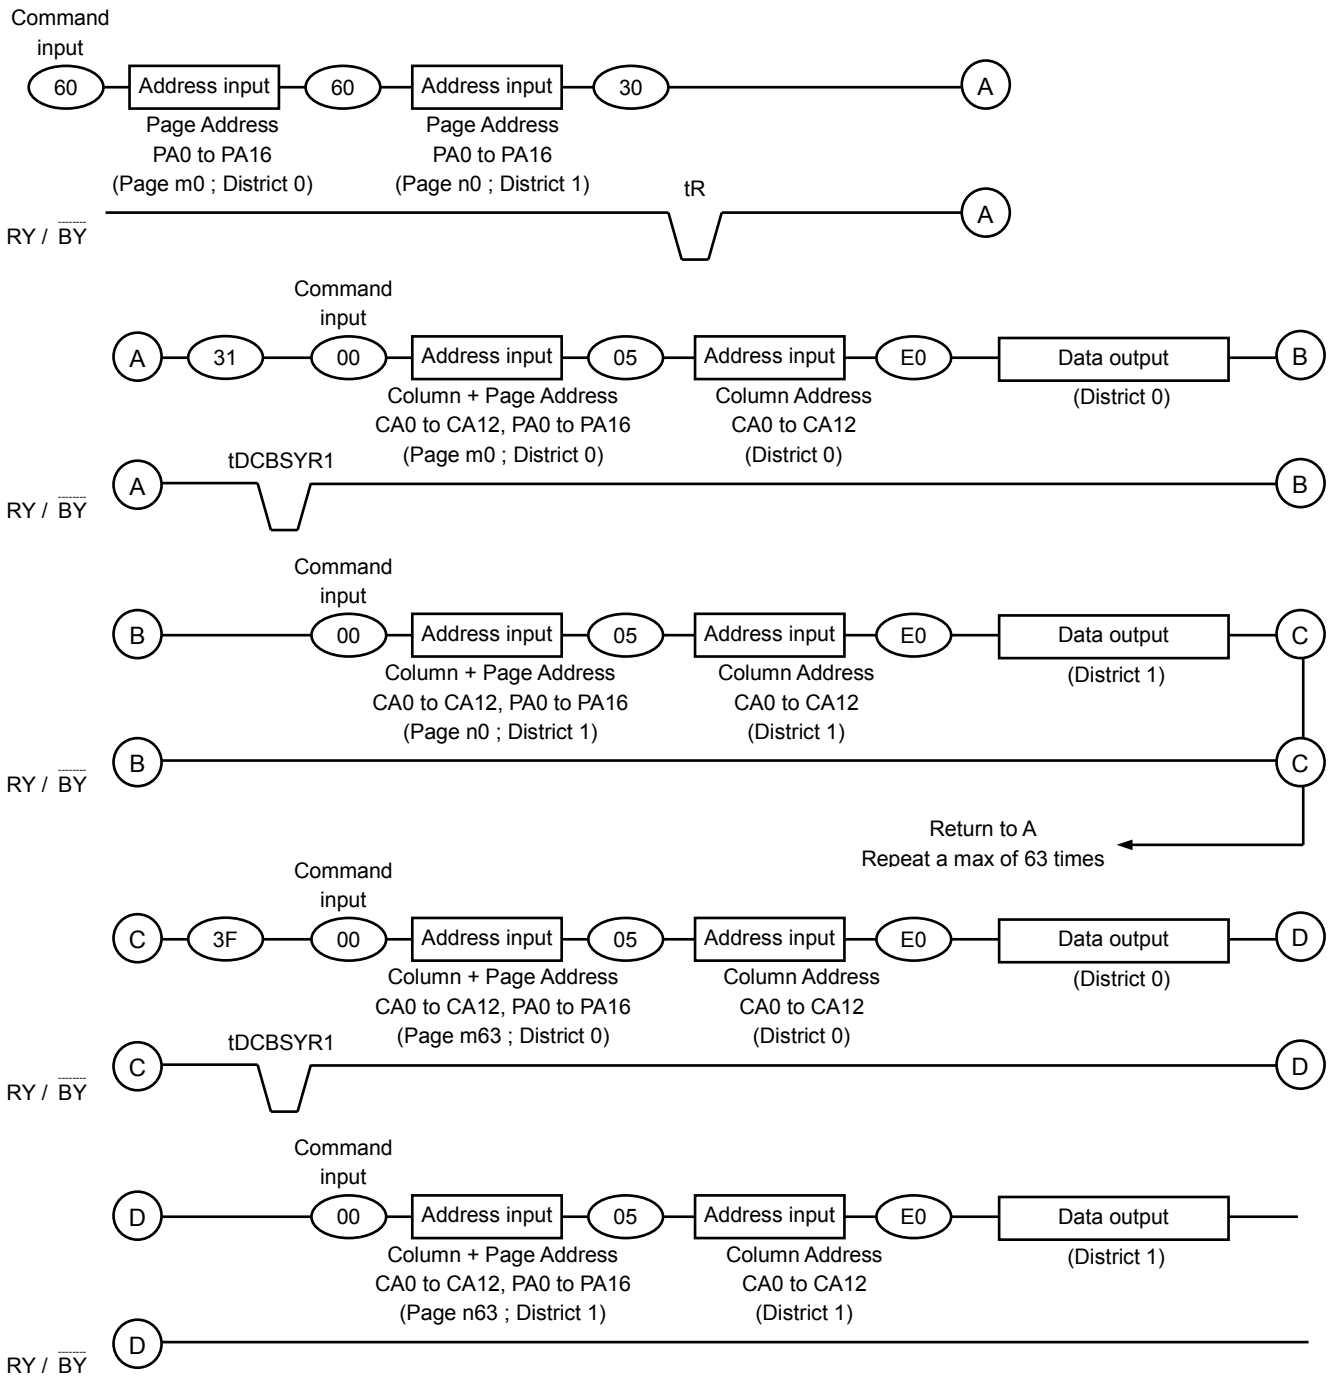 Command
input
60 Address input 60 Address input 30 A
Page Address Page Address
PA0 to PA16 PA0 to PA16
(Page m0 ; District 0) (Page n0 ; District 1)
tR
RY / BY A
Command
input
A 31 00 Address input 05 Address input E0 Data output B
Column + Page Address Column Address (District 0)
CA0 to CA12, PA0 to PA16 CA0 to CA12
(Page m0 ; District 0) (District 0)
tDCBSYR1
RY / BY A B
Command
input
B 00 Address input 05 Address input E0 Data output C
Column + Page Address Column Address (District 1)
CA0 to CA12, PA0 to PA16 CA0 to CA12
(Page n0 ; District 1) (District 1)
RY / BY B C
Return to A
Repeat a max of 63 times
Command
input
C 3F 00 Address input 05 Address input E0 Data output D
Column + Page Address Column Address (District 0)
CA0 to CA12, PA0 to PA16 CA0 to CA12
(Page m63 ; District 0) (District 0)
tDCBSYR1
RY / BY C D
Command
input
D 00 Address input 05 Address input E0 Data output
Column + Page Address Column Address (District 1)
CA0 to CA12, PA0 to PA16 CA0 to CA12
(Page n63 ; District 1) (District 1)
RY / BY D